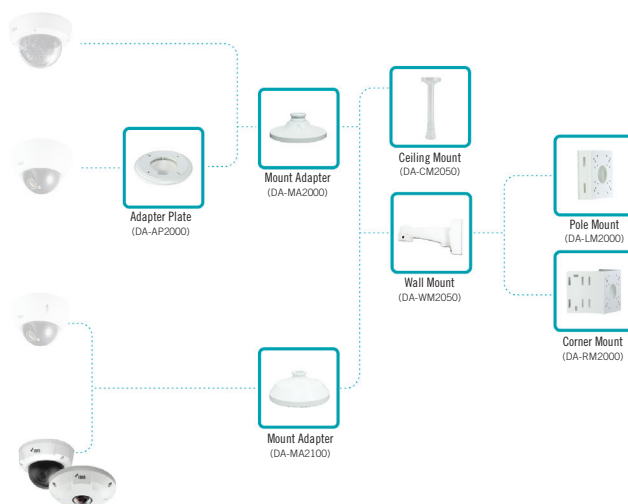 Mount Adapter
(DA-MA2000)
Ceiling Mount
(DA-CM2050)
Adapter Plate
(DA-AP2000)
Pole Mount
(DA-LM2000)
Wall Mount
(DA-WM2050)
Corner Mount
(DA-RM2000)
Mount Adapter
(DA-MA2100)